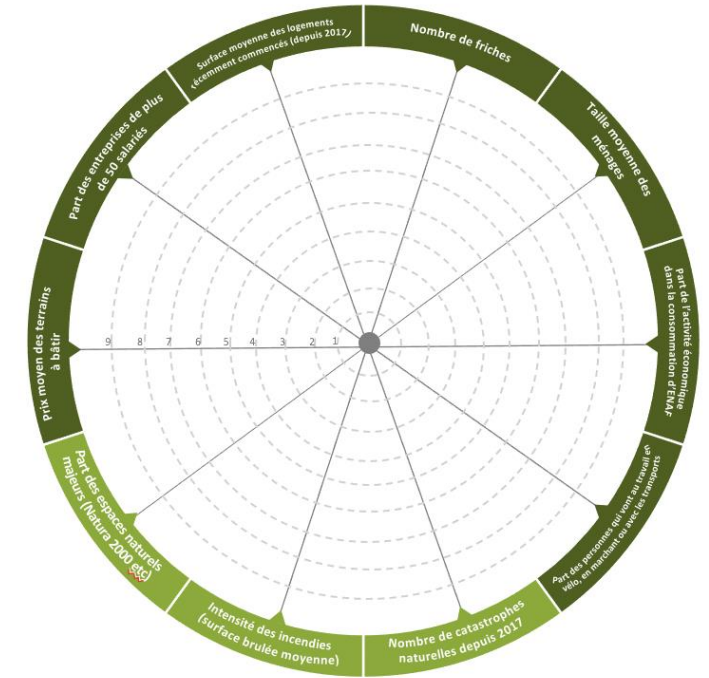 Surface moyenne des logements
récemment commencés (depuis 2017)
Nombre de friches
Taille moyenne des
ménages
Part de l'activité économique
dans la consommation d'ENAF
Part des personnes qui vont au travail en
vélo, en marchant ou avec les transports
Nombre de catastrophes
naturelles depuis 2017
Intensité des incendies
(surface brulée moyenne)
Part des espaces naturels
majeurs (Natura 2000 etc)
Prix moyen des terrains
à bâtir
Part des entreprises de plus
de 50 salariés
9 8 7 6 5 4 3 2 1